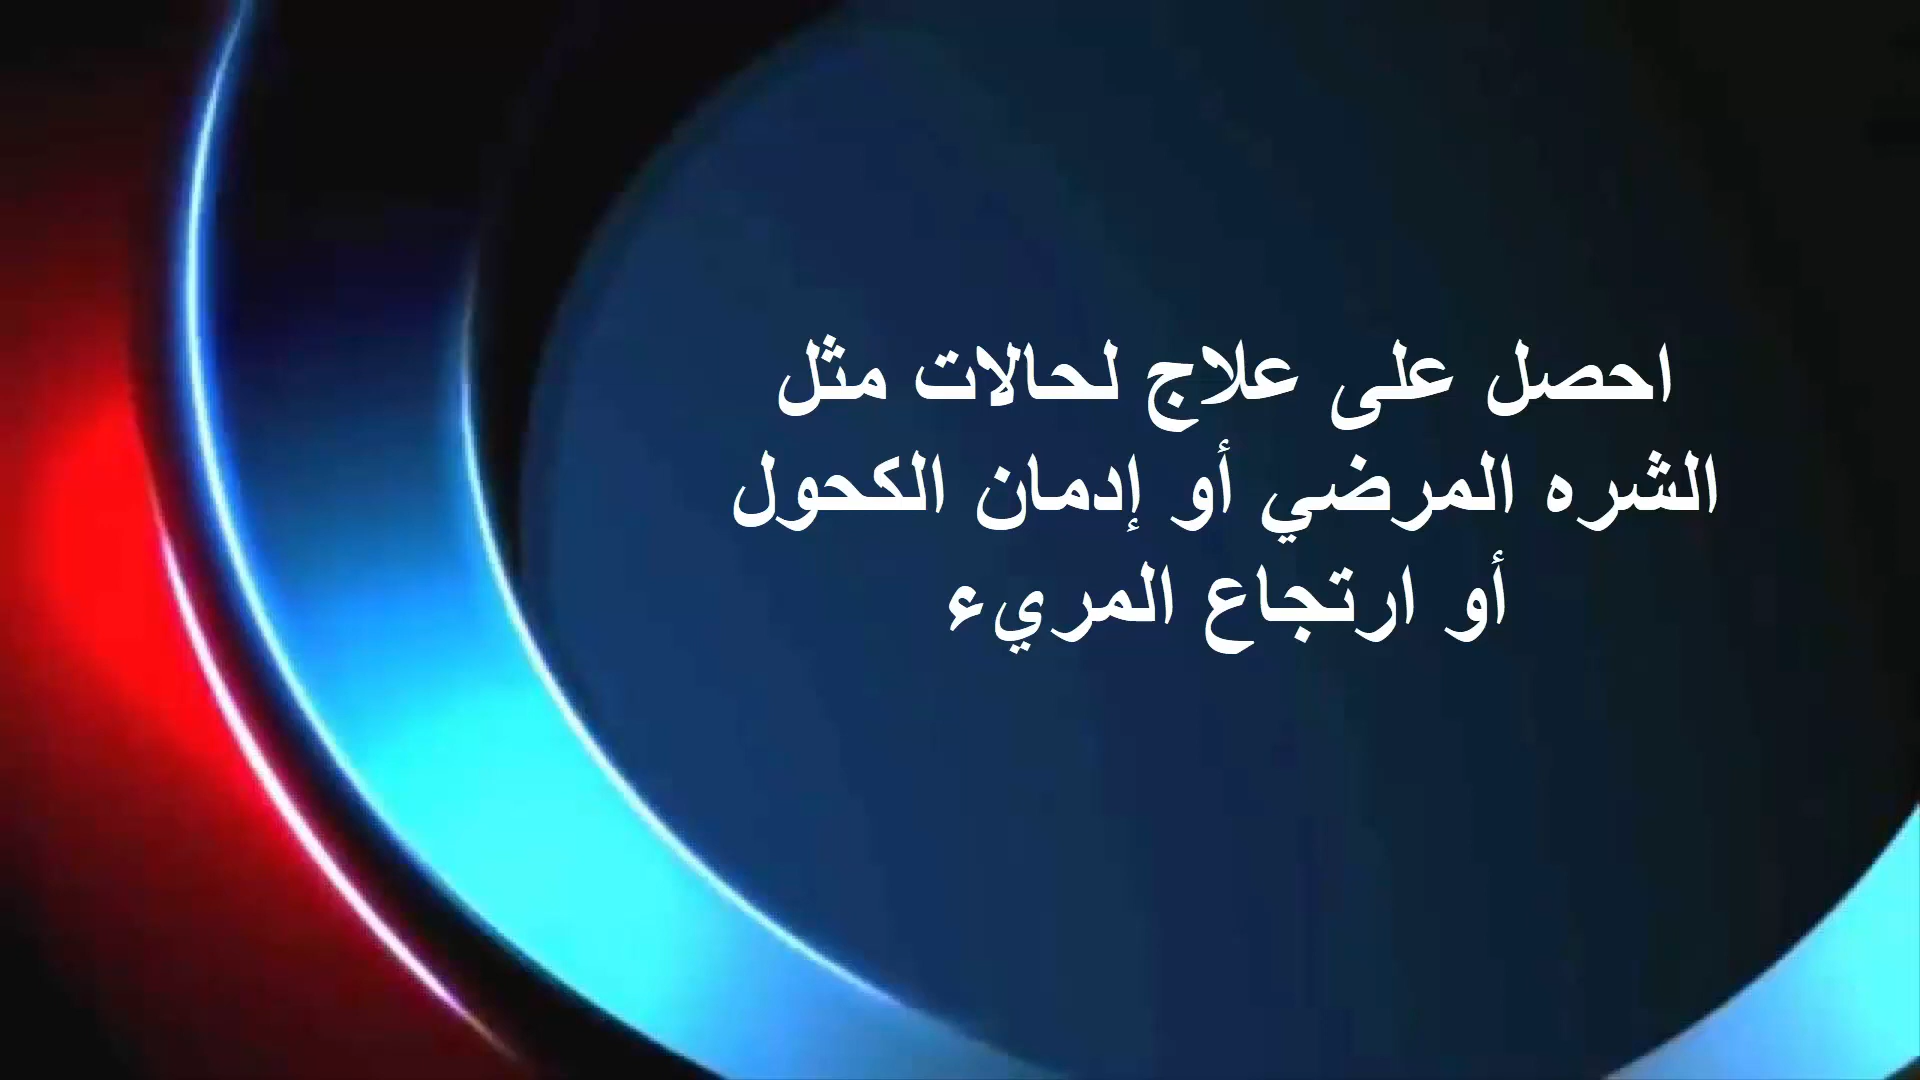 احصل على علاج لحالات مثل
الشره المرضي أو إدمان الكحول
أو ارتجاع المريء